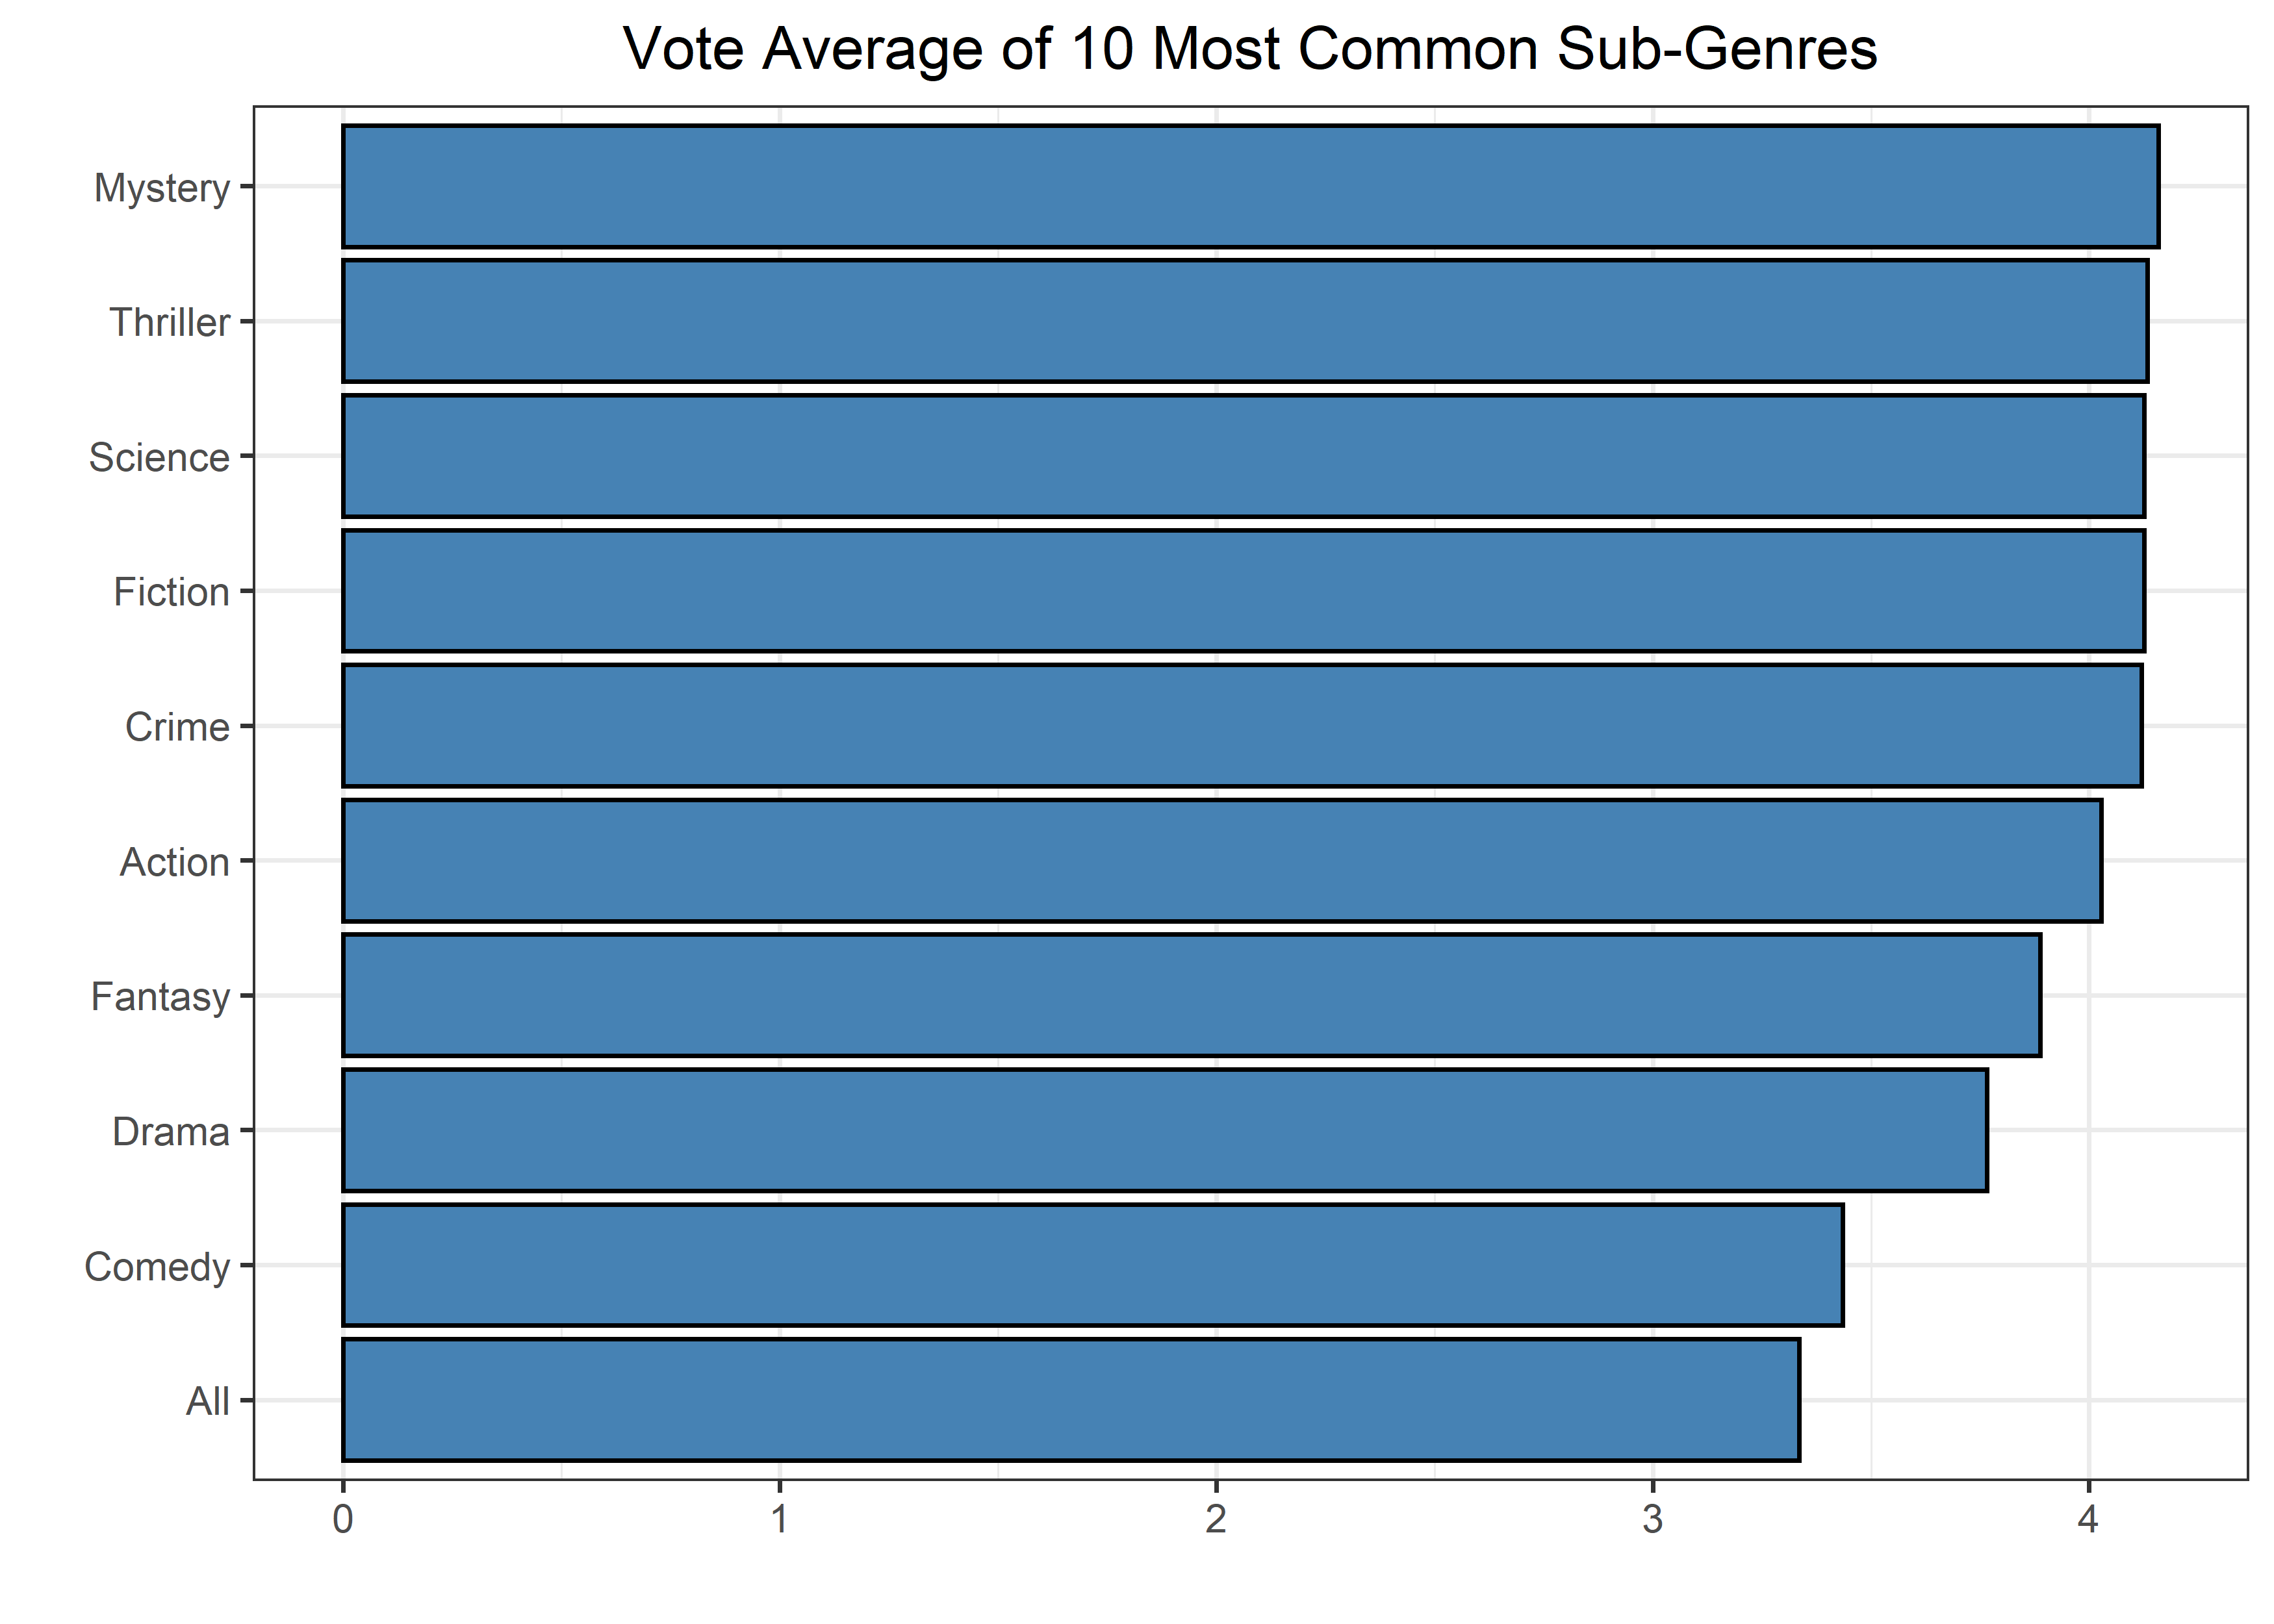 Vote Average of 10 Most Common Sub-Genres
Mystery
Thriller
Science
Fiction
Crime
Action
Fantasy
Drama
Comedy
All
0 1 2 3 4